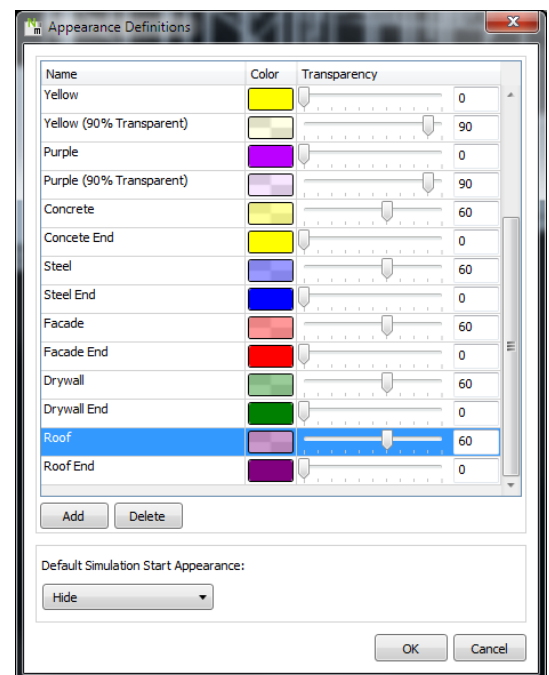 Appearance Definitions
Name Color Transparency
Yellow 0
Yellow (90% Transparent) 90
Purple 0
Purple (90% Transparent) 90
Concrete 60
Concete End 0
Steel 60
Steel End 0
Facade 60
Facade End 0
Drywall 60
Drywall End 0
Roof 60
Roof End 0
Add Delete
Default Simulation Start Appearance:
Hide
OK Cancel